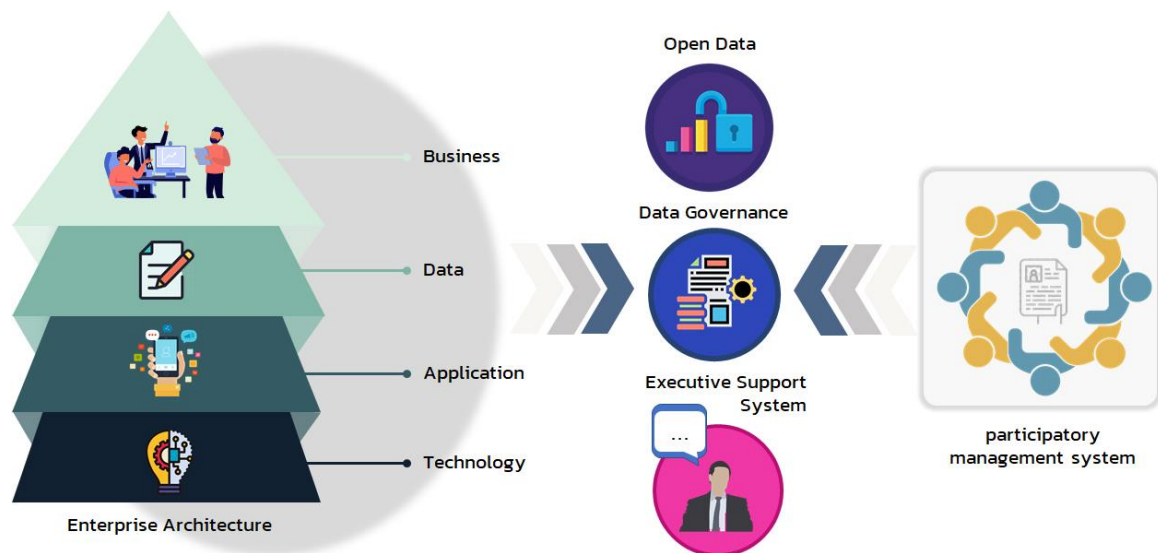 Business
Data
Application
Technology
Enterprise Architecture
Open Data
Data Governance
Executive Support
System
...
participatory
management system